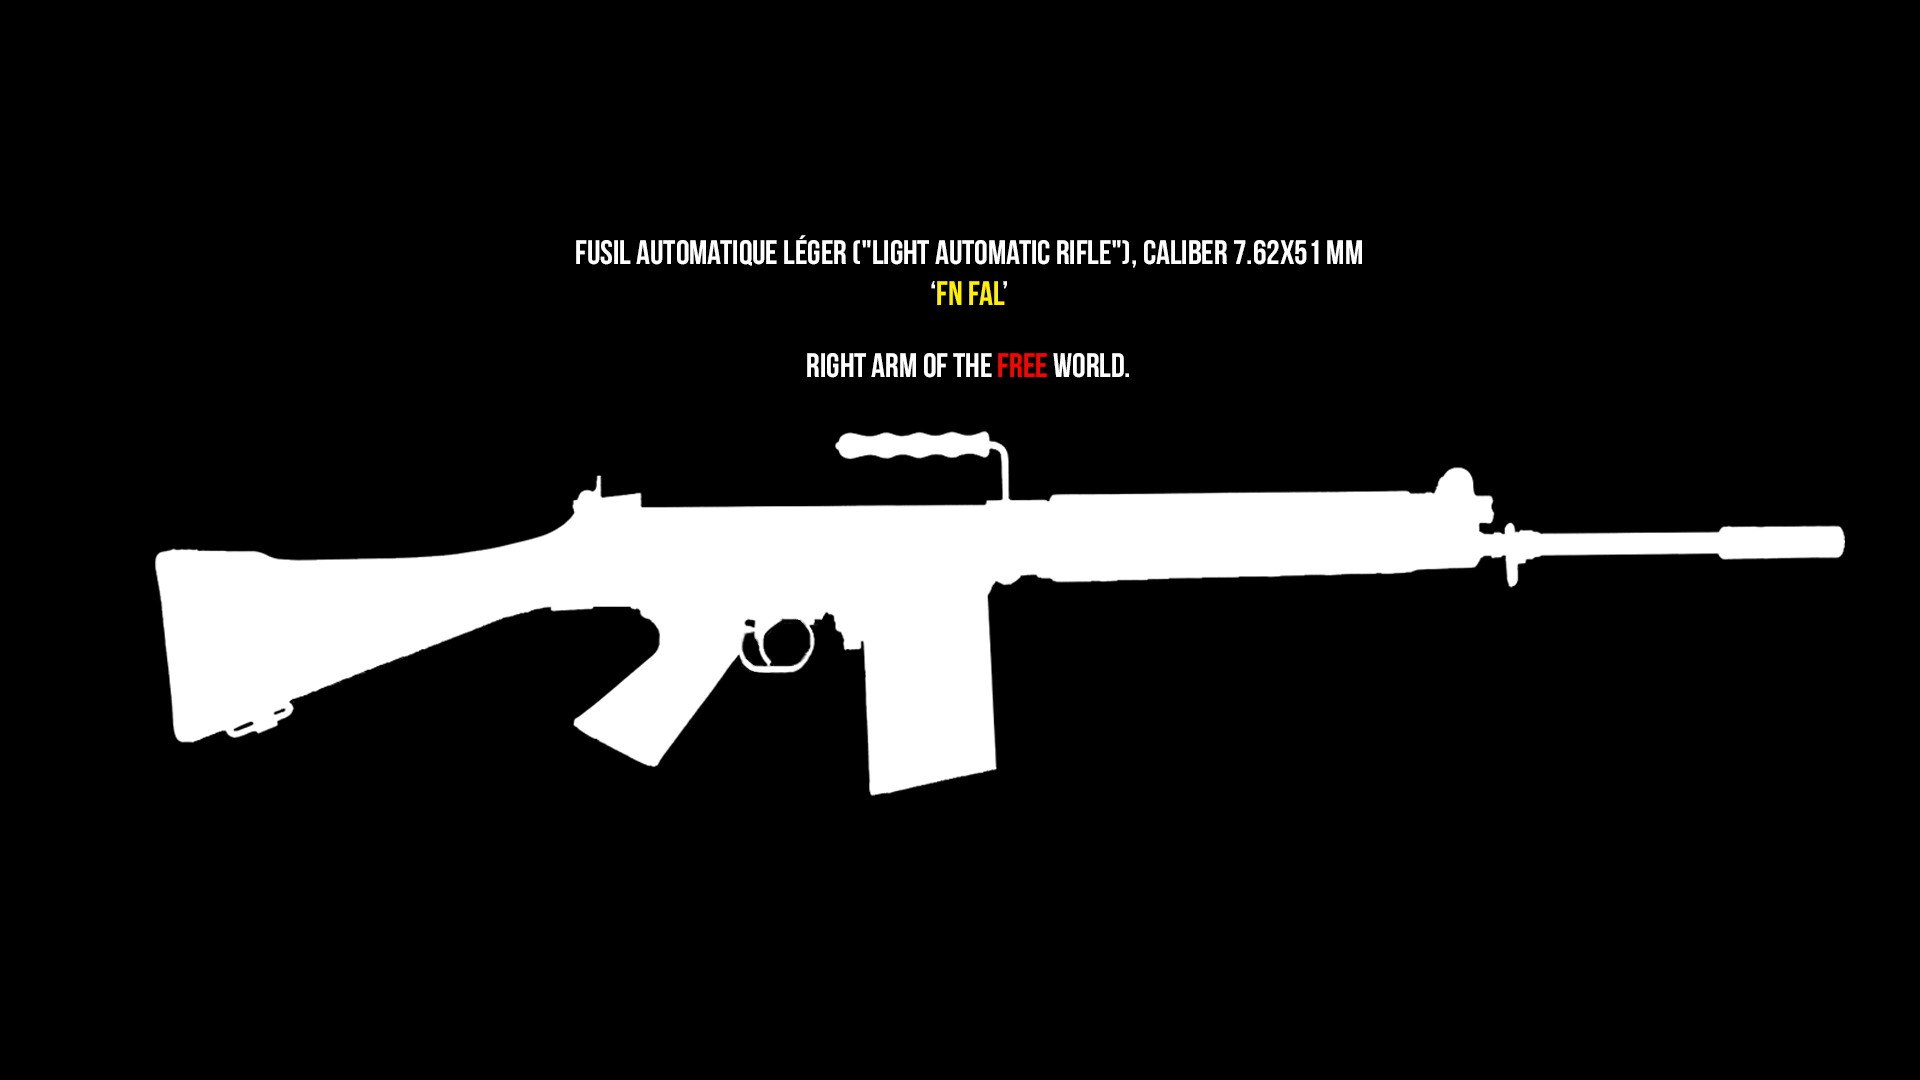 FUSIL AUTOMATIQUE LÉGER ("LIGHT AUTOMATIC RIFLE"), CALIBER 7.62X51 MM
‘FN FAL’
RIGHT ARM OF THE FREE WORLD.